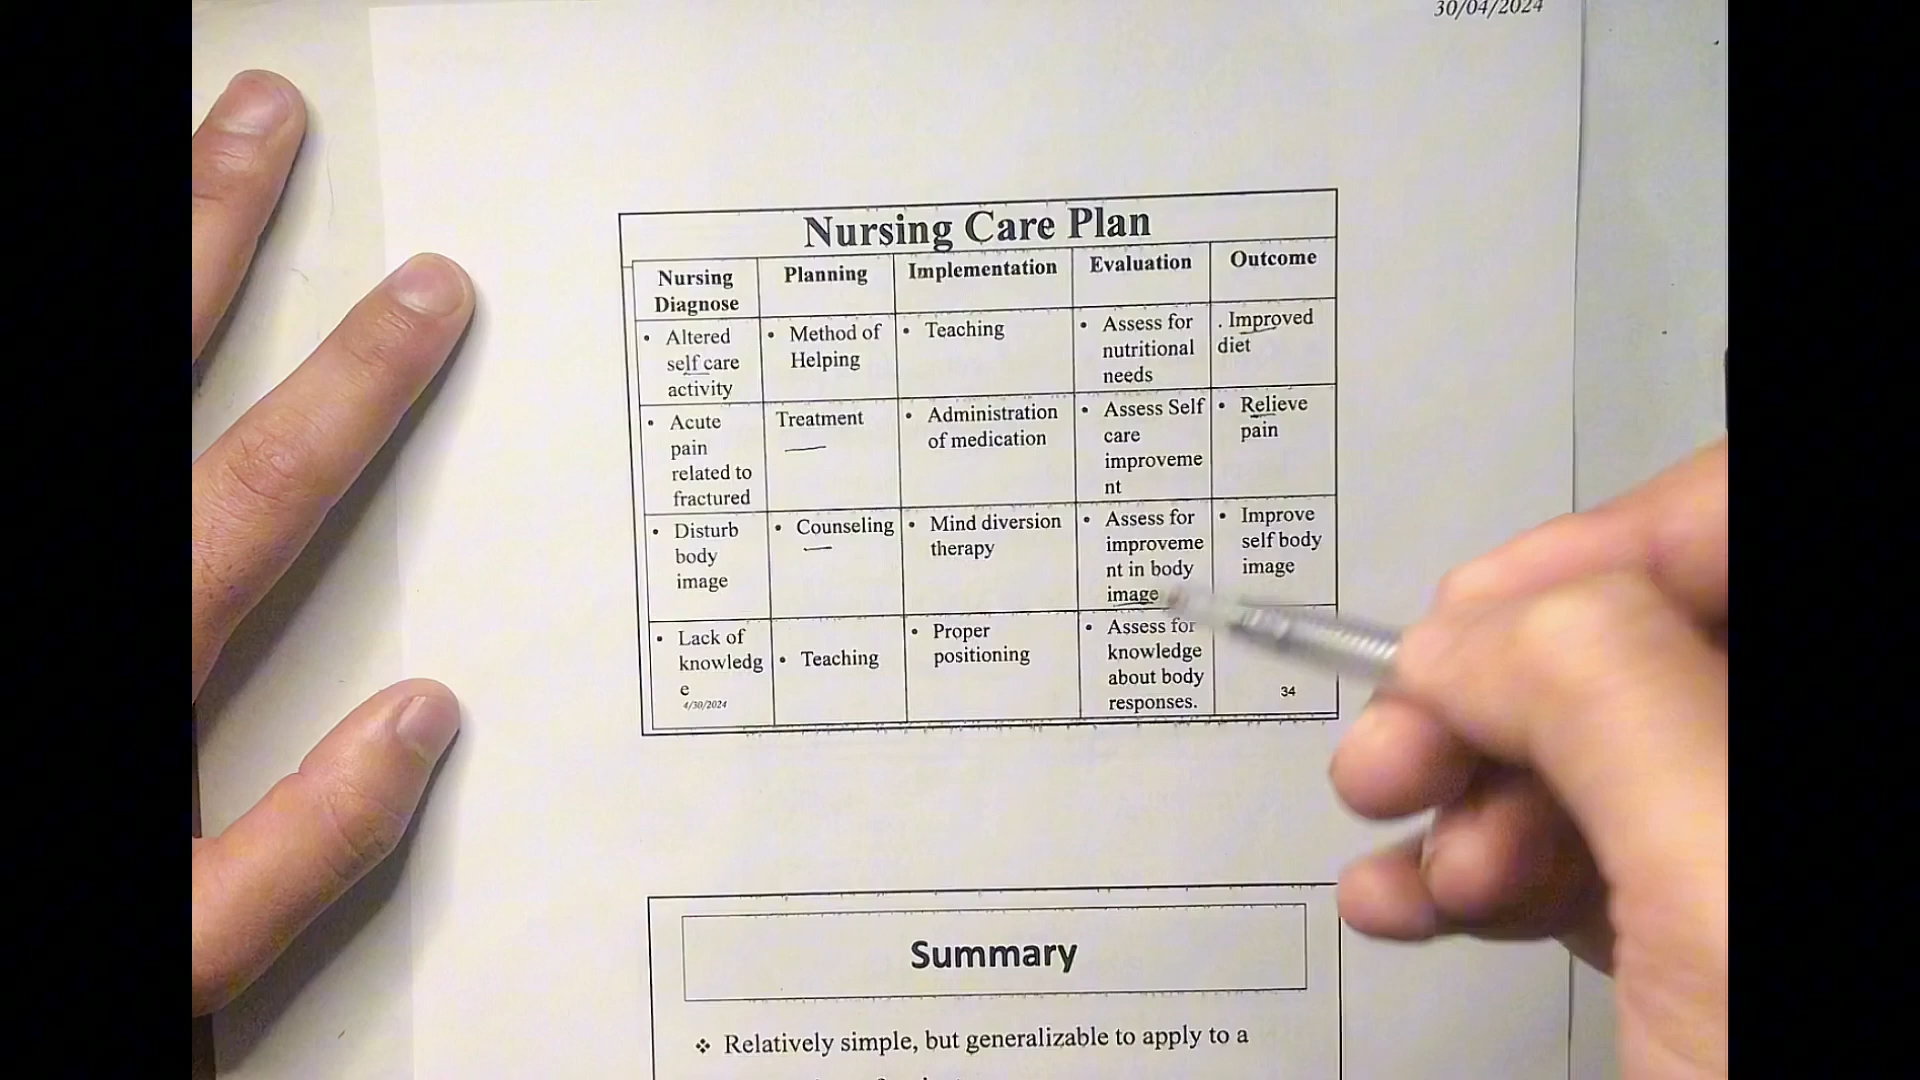 30/04/2024
Nursing Care Plan
Nursing
Diagnose
Planning
Implementation
Evaluation
Outcome
• Altered
self care
activity
• Method of
Helping
• Teaching
• Assess for
nutritional
needs
. Improved
diet
• Acute
pain
related to
fractured
Treatment
• Administration
of medication
• Assess Self
care
improveme
nt
• Relieve
pain
• Disturb
body
image
• Counseling
• Mind diversion
therapy
• Assess for
improveme
nt in body
image
• Improve
self body
image
• Lack of
knowledg
e
• Teaching
• Proper
positioning
• Assess for
knowledge
about body
responses.
4/30/2024
34
Summary
❖ Relatively simple, but generalizable to apply to a